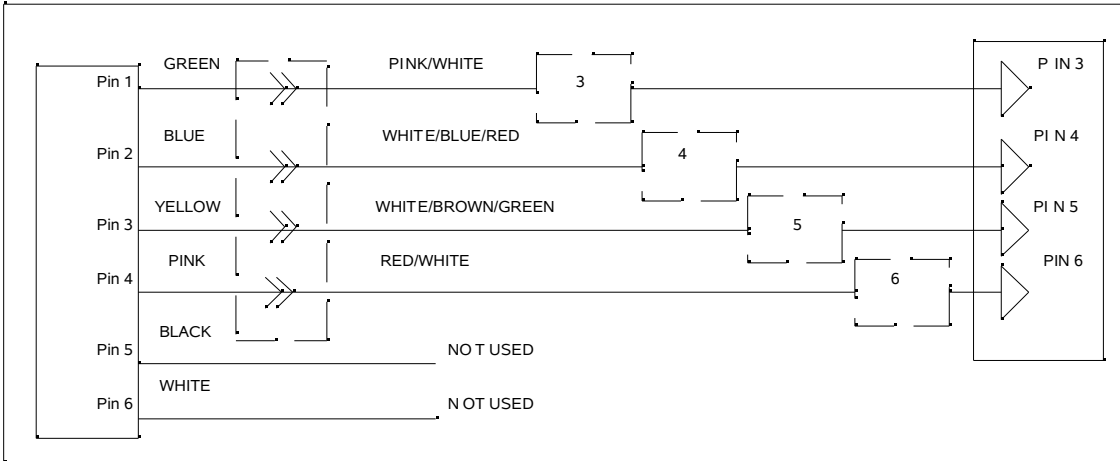 GREEN PINK/WHITE P IN 3
Pin 1 3
BLUE WHITE/BLUE/RED PI N 4
Pin 2 4
YELLOW WHITE/BROWN/GREEN PI N 5
Pin 3 5
PINK RED/WHITE PIN 6
Pin 4 6
BLACK
Pin 5 NO T USED
WHITE
Pin 6 N OT USED